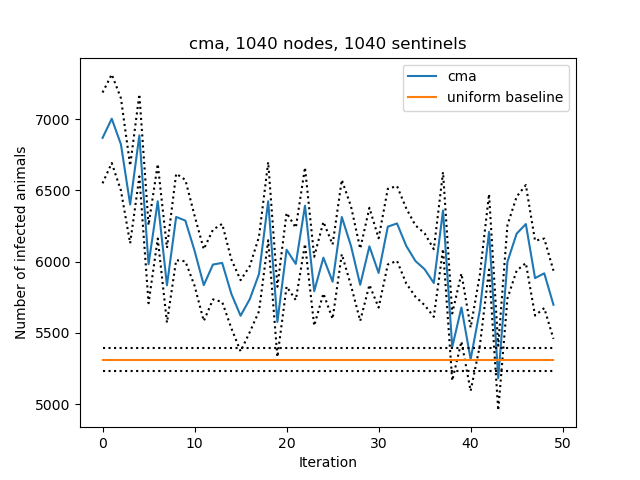 cma, 1040 nodes, 1040 sentinels
cma
uniform baseline
Number of infected animals
7000
6500
6000
5500
5000
0 10 20 30 40 50
Iteration